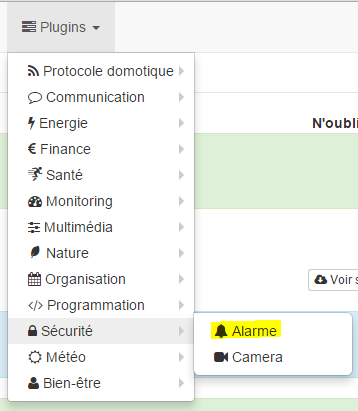 Plugins
Protocole domotique
N'oubli
Communication
Energie
€ Finance
Santé
Monitoring
Multimédia
Nature
Organisation
Voir s
</> Programmation
Sécurité
Alarme
Météo
Camera
Bien-être